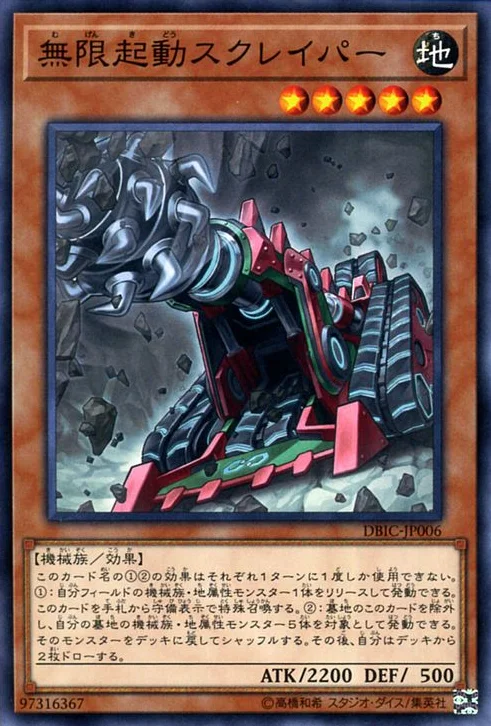 無限起動スクレイパー
地
DBIC-JP006
【機械族/効果】
このカード名の①②の効果はそれぞれ1ターンに1度しか使用できない。
①:自分フィールドの機械族・地属性モンスター1体をリリースして発動できる。
このカードを手札から守備表示で特殊召喚する。②:墓地のこのカードを除外
し、自分の墓地の機械族・地属性モンスター5体を対象として発動できる。
そのモンスターをデッキに戻してシャッフルする。その後、自分はデッキから
2枚ドローする。
ATK/2200 DEF/ 500
97316367
©高橋和希 スタジオ・ダイス/集英社